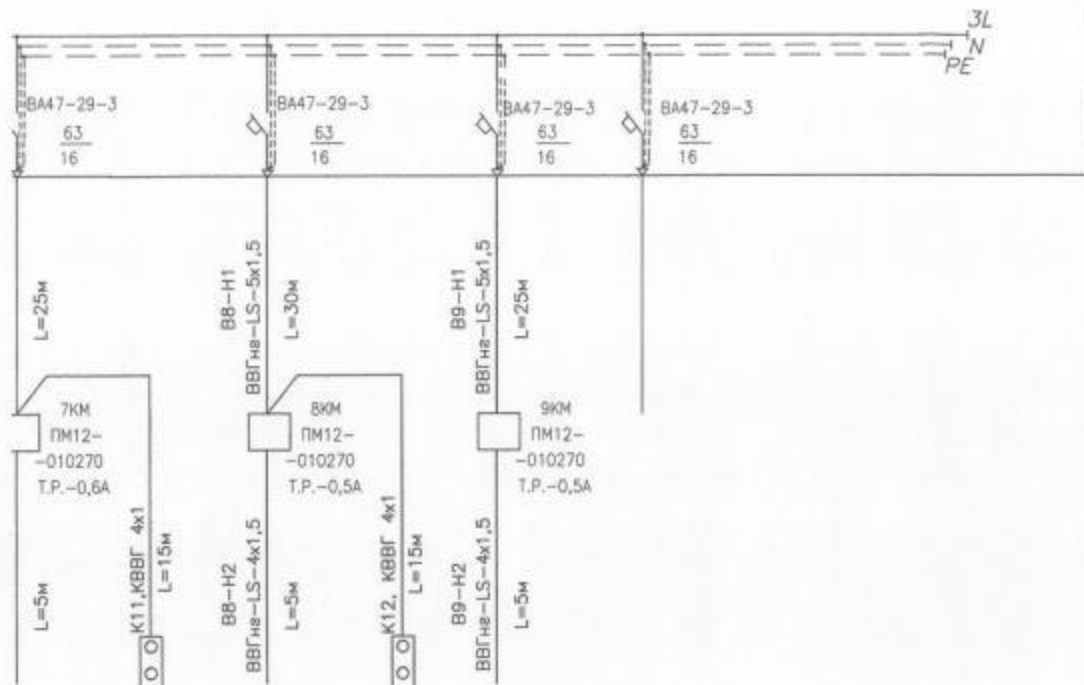 3L
N
PE
ВА47-29-3
63
16
ВА47-29-3
63
16
ВА47-29-3
63
16
ВА47-29-3
63
16
L=25м
В8-Н1
ВВГнг-LS-5х1,5
L=30м
В9-Н1
ВВГнг-LS-5х1,5
L=25м
7КМ
ПМ12-
-010270
Т.Р.-0,6А
8КМ
ПМ12-
-010270
Т.Р.-0,5А
9КМ
ПМ12-
-010270
Т.Р.-0,5А
L=5м
К11,КВВГ 4х1
L=15м
В8-Н2
ВВГнг-LS-4х1,5
L=5м
К12, КВВГ 4х1
L=15м
В9-Н2
ВВГнг-LS-4х1,5
L=5м